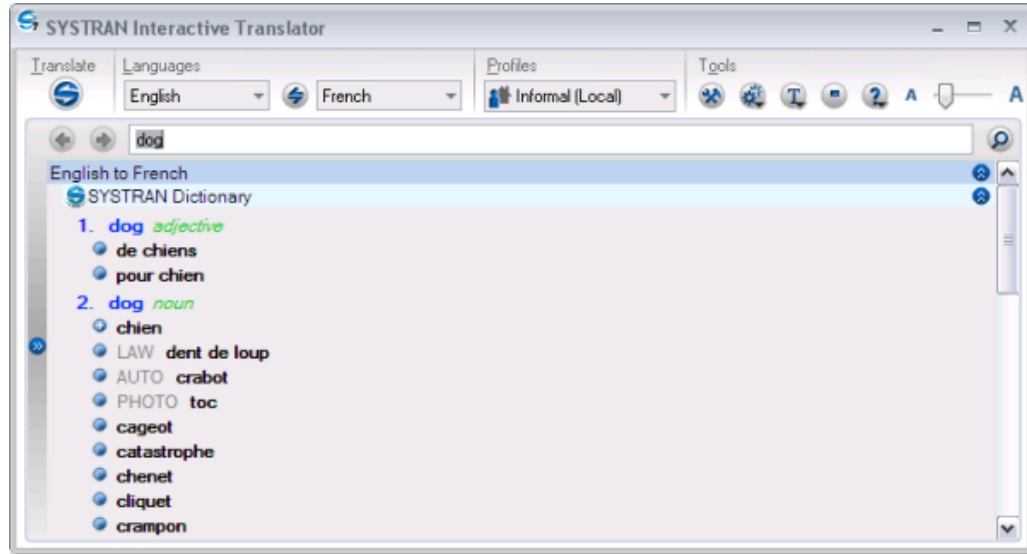 SYSTRAN Interactive Translator
Translate Languages Profiles Tools
English French Informal (Local) T ? A A
dog
English to French
SYSTRAN Dictionary
1. dog adjective
de chiens
pour chien
2. dog noun
chien
LAW dent de loup
AUTO crabot
PHOTO toc
cageot
catastrophe
chenet
cliquet
crampon